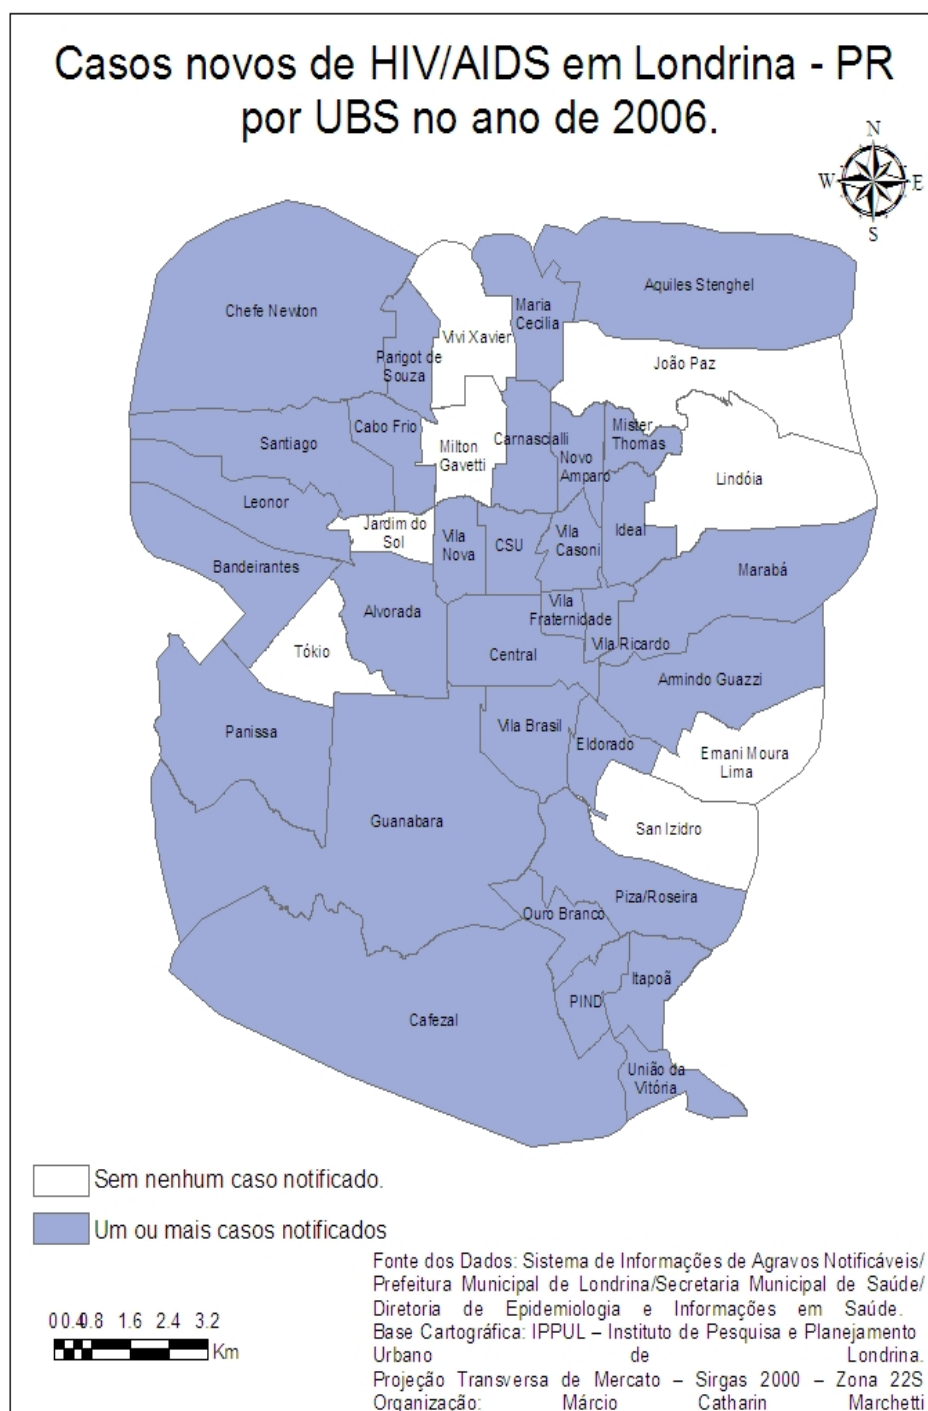 Casos novos de HIV/AIDS em Londrina - PR
por UBS no ano de 2006.
N
W
E
S
Aquiles Stenghel
Chefe Newton
Maria
Cecilia
Vivi Xavier
Parigot de
Souza
João Paz
Cabo Frio
Santiago
Milton
Gavetti
Carnascialli
Mister
Thomas
Novo
Amparo
Lindóia
Leonor
Jardim do
Sol
Vila
Nova
CSU
Vila
Casoni
Ideal
Bandeirantes
Marabá
Alvorada
Vila
Fraternidade
Vila Ricardo
Tókio
Central
Armindo Guazzi
Panissa
Vila Brasil
Eldorado
Ernani Moura
Lima
Guanabara
San Izidro
Piza/Roseira
Ouro Branco
Itapoã
PIND
Cafezal
União da
Vitória
Sem nenhum caso notificado.
Um ou mais casos notificados
Fonte dos Dados: Sistema de Informações de Agravos Notificáveis/
Prefeitura Municipal de Londrina/Secretaria Municipal de Saúde/
Diretoria de Epidemiologia e Informações em Saúde.
Base Cartográfica: IPPUL – Instituto de Pesquisa e Planejamento
Urbano de Londrina.
Projeção Transversa de Mercato – Sirgas 2000 – Zona 22S
Organização: Márcio Catharin Marchetti
0 0.4 0.8 1.6 2.4 3.2
Km